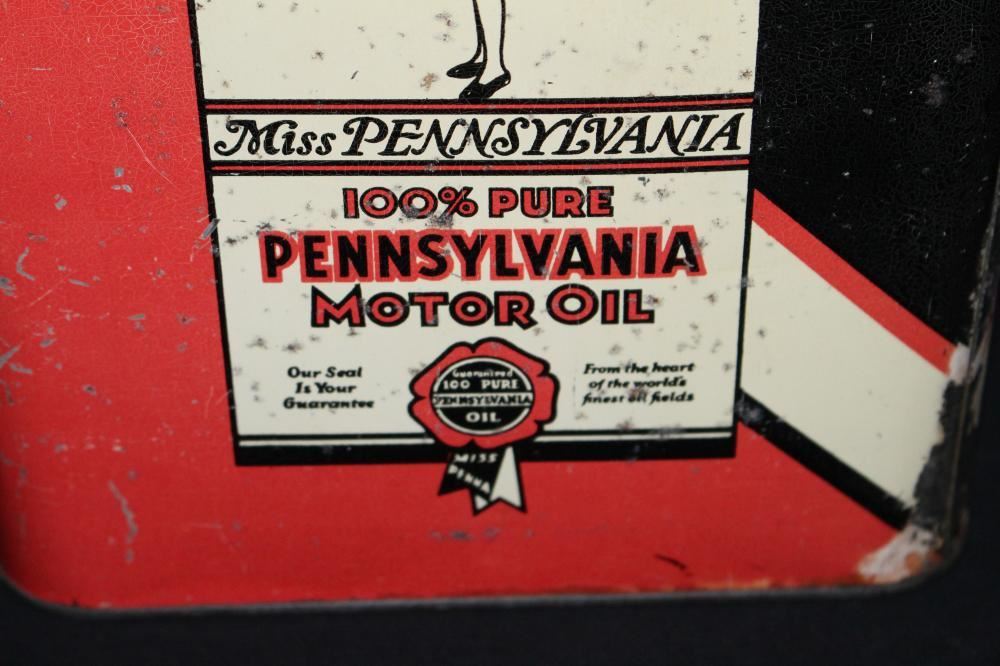 Miss PENNSYLVANIA
100% PURE
PENNSYLVANIA
MOTOR OIL
Our Seal
Is Your
Guarantee
Guaranteed
100 PURE
PENNSYLVANIA
OIL
From the heart
of the world's
finest oil fields
MISS
PENNA